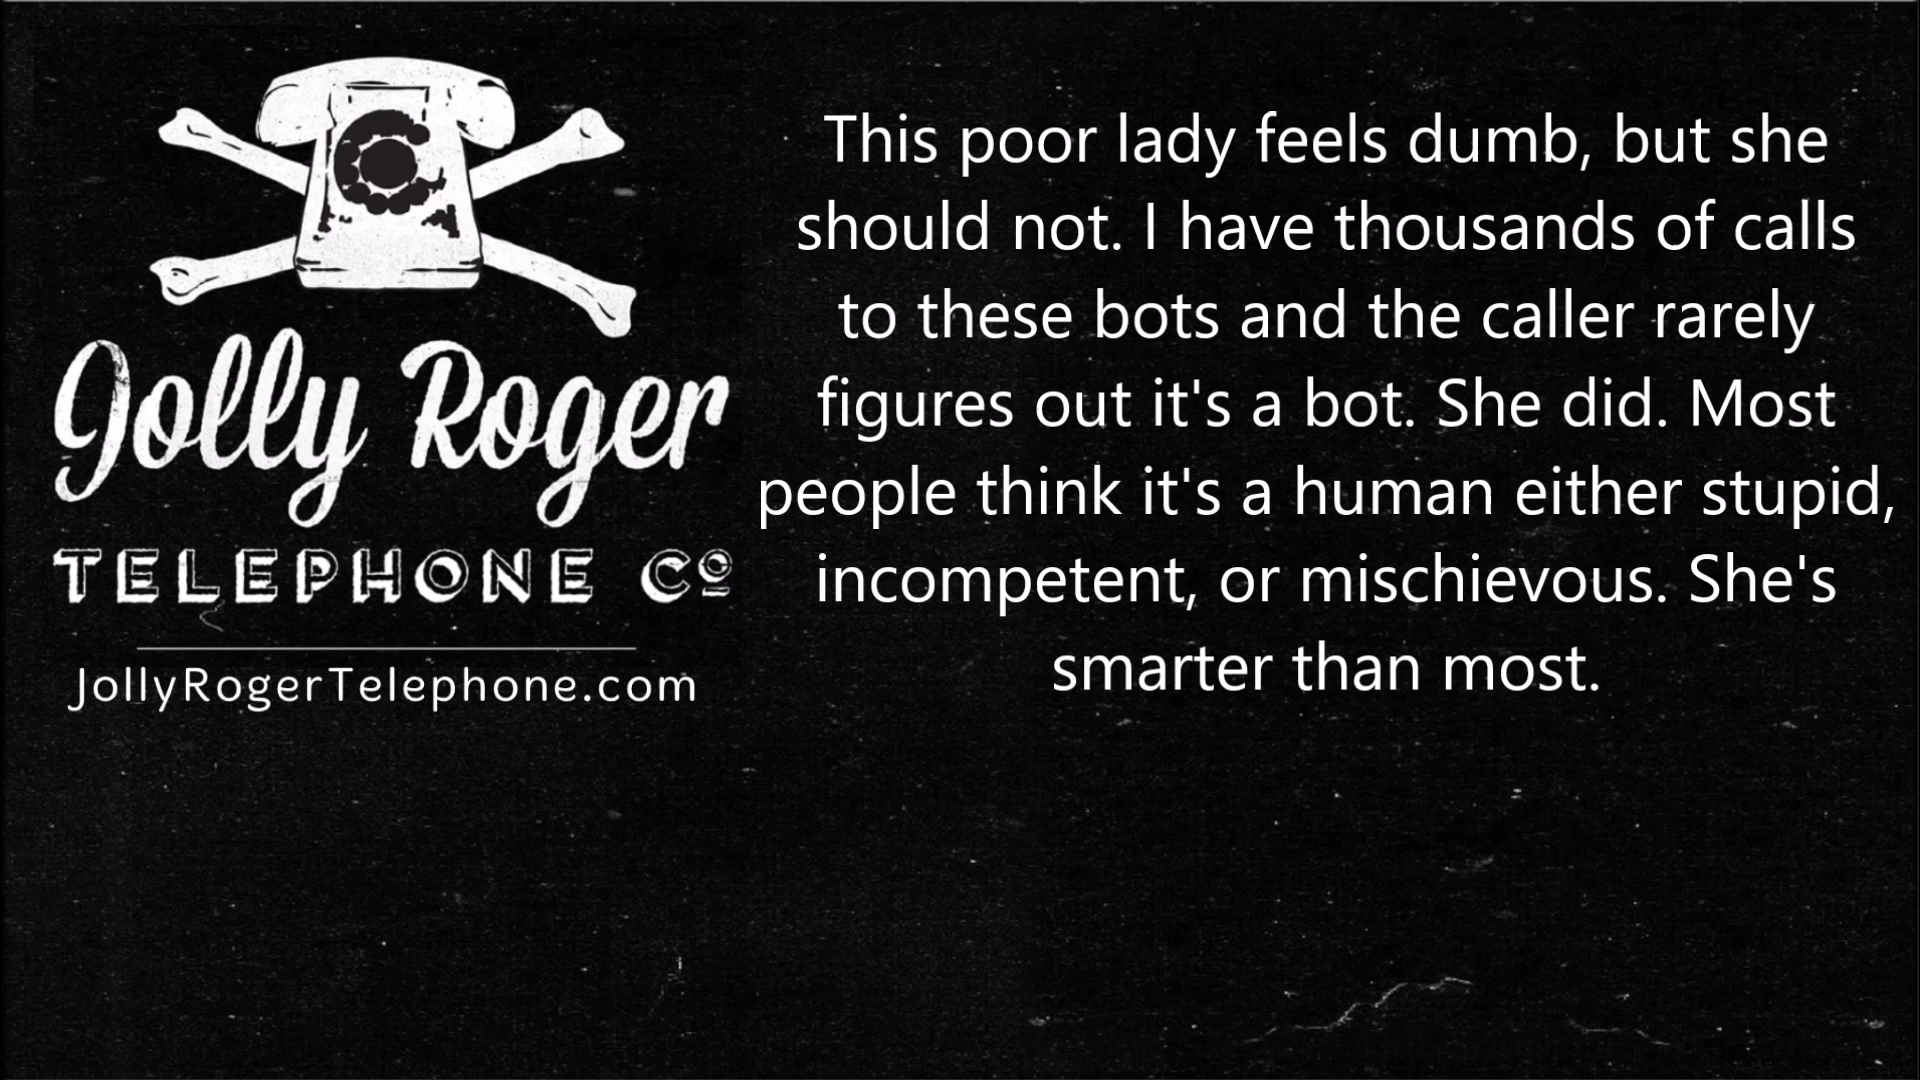 Jolly Roger
TELEPHONE Co
JollyRogerTelephone.com
This poor lady feels dumb, but she
should not. I have thousands of calls
to these bots and the caller rarely
figures out it's a bot. She did. Most
people think it's a human either stupid,
incompetent, or mischievous. She's
smarter than most.